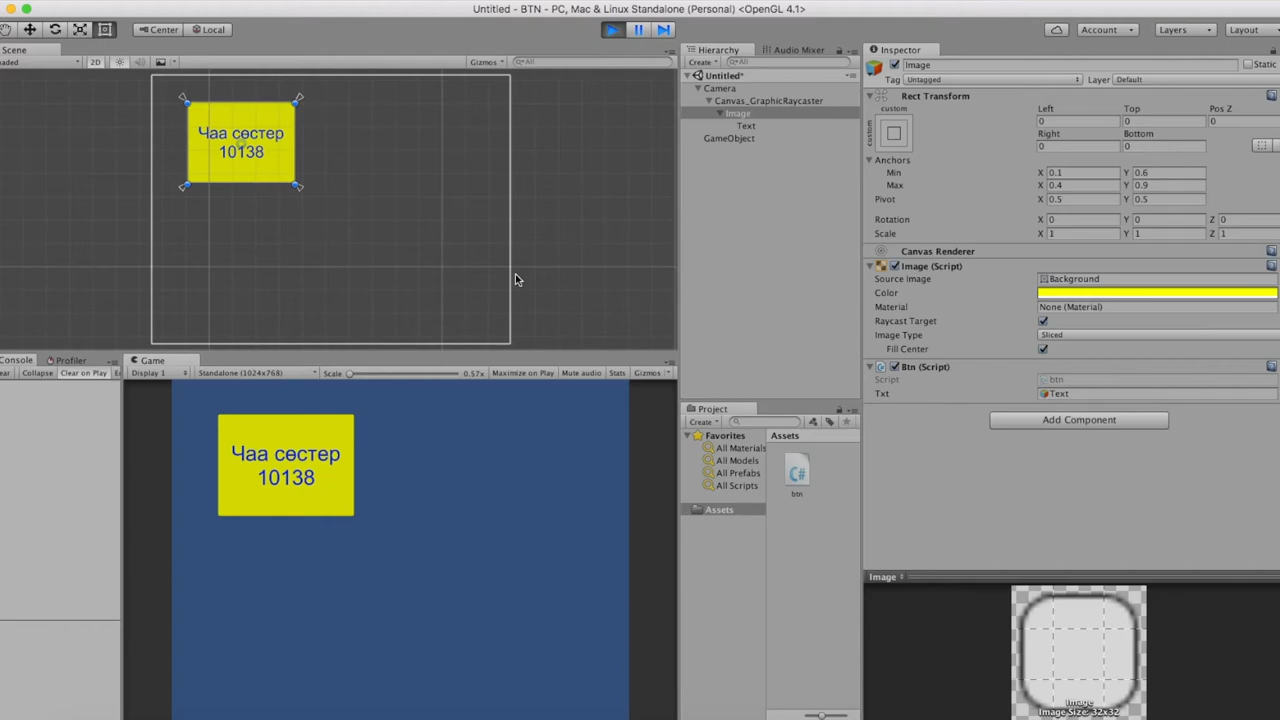 Untitled - BTN - PC, Mac & Linux Standalone (Personal) <OpenGL 4.1>
Center Local Account Layers Layout
Scene
2D Gizmos All
Чаа сөстер
10138
Hierarchy Audio Mixer
Create All
Untitled*
Camera
Canvas_GraphicRaycaster
Image
Text
GameObject
Inspector
Image Static
Tag Untagged Layer Default
Rect Transform
custom Left Top Pos Z
custom 0 0 0
Right Bottom
0 0
Anchors
Min X 0.1 Y 0.6
Max X 0.4 Y 0.9
Pivot X 0.5 Y 0.5
Rotation X 0 Y 0 Z 0
Scale X 1 Y 1 Z 1
Canvas Renderer
Image (Script)
Source Image Background
Color
Material None (Material)
Raycast Target
Image Type Sliced
Fill Center
Btn (Script)
Script btn
Txt Text
Add Component
Console Profiler
Collapse Clear on Play
Game
Display 1 Standalone (1024x768) Scale 0.57x Maximize on Play Mute audio Stats Gizmos
Чаа сөстер
10138
Project
Create
Favorites
All Materials
All Models
All Prefabs
All Scripts
Assets
Assets
C#
btn
Image
Image
Image Size: 32x32